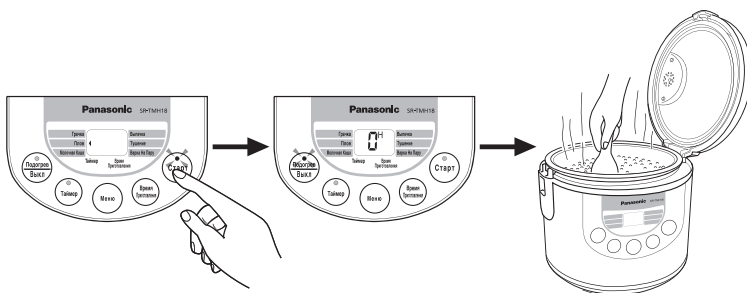 Panasonic SR-TMH18
Гречка Выпечка
Плов Тушение
Молочная Каша Варка На Пару
Таймер Время Приготовления
Подогрев
Выкл
Таймер
Меню
Время
Приготовления
Старт
Panasonic SR-TMH18
Гречка Выпечка
Плов Тушение
Молочная Каша Варка На Пару
0H
Таймер Время Приготовления
Подогрев
Выкл
Таймер
Меню
Время
Приготовления
Старт
Panasonic SR-TMH18